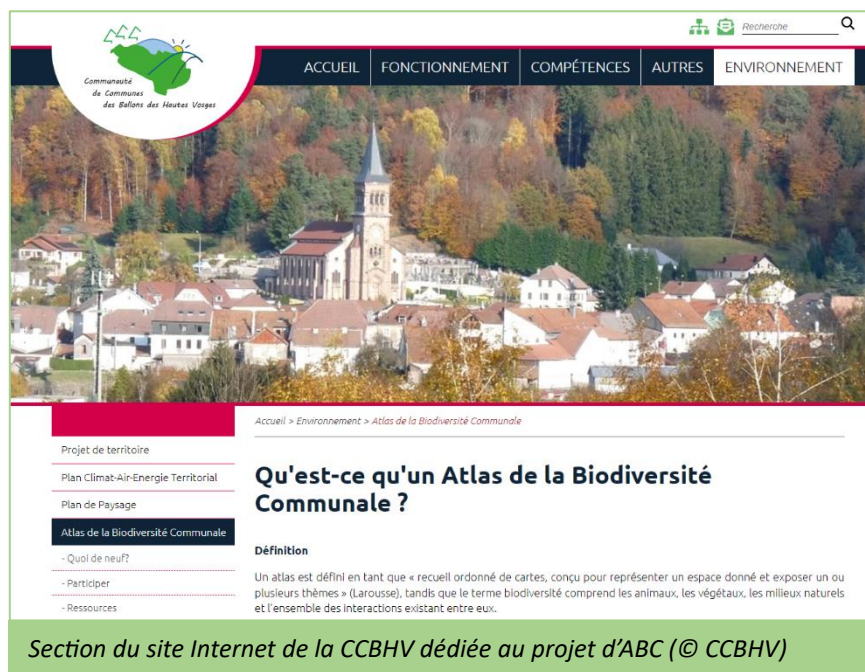 Recherche
Communauté
de Communes
des Ballons des Hautes Vosges
ACCUEIL FONCTIONNEMENT COMPÉTENCES AUTRES ENVIRONNEMENT
Accueil > Environnement > Atlas de la Biodiversité Communale
Projet de territoire
Plan Climat-Air-Energie Territorial
Plan de Paysage
Atlas de la Biodiversité Communale
- Quoi de neuf?
- Participer
- Ressources
Qu'est-ce qu'un Atlas de la Biodiversité
Communale ?
Définition
Un atlas est défini en tant que « recueil ordonné de cartes, conçu pour représenter un espace donné et exposer un ou
plusieurs thèmes » (Larousse), tandis que le terme biodiversité comprend les animaux, les végétaux, les milieux naturels
et l'ensemble des interactions existant entre eux.
Section du site Internet de la CCBHV dédiée au projet d'ABC (© CCBHV)